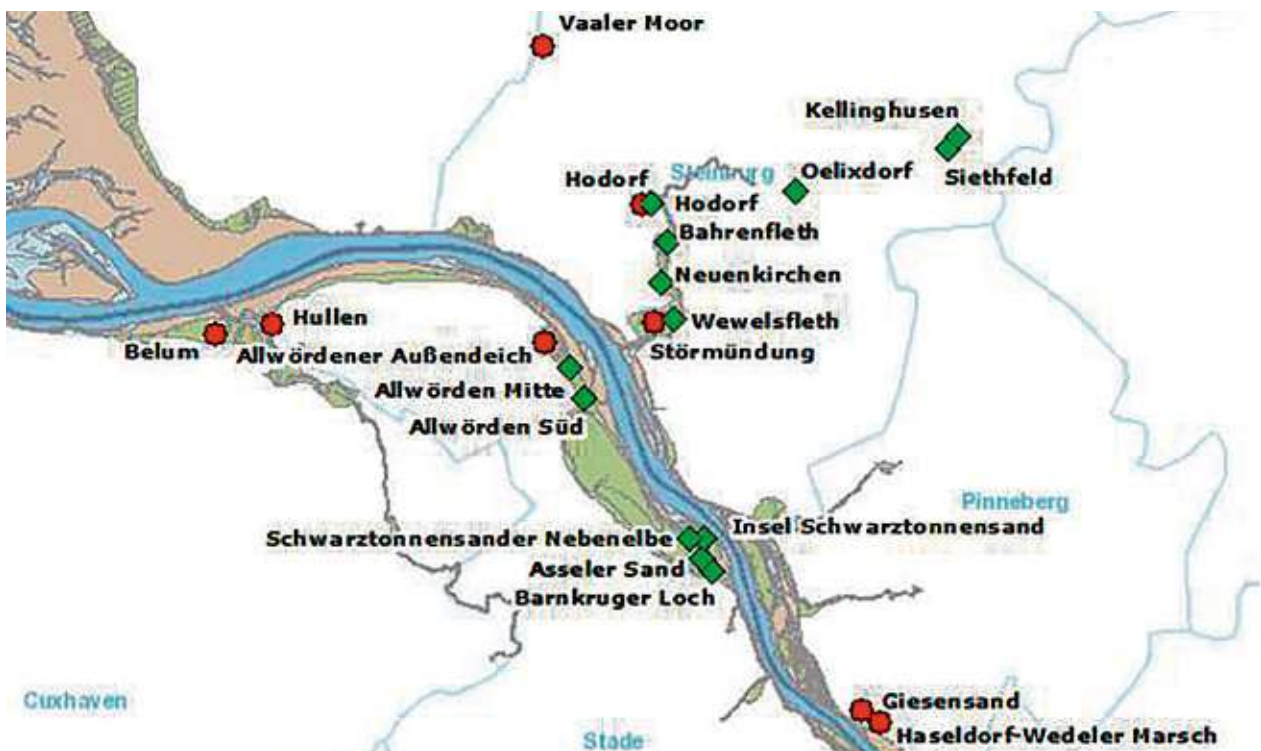 Vaaler Moor
Kellinghusen
Steinburg
Oelixdorf
Siethfeld
Hodorf
Hodorf
Bahrenfleth
Neuenkirchen
Hullen
Wewelsfleth
Belum
Allwördener Außendeich
Störmündung
Allwörden Mitte
Allwörden Süd
Pinneberg
Insel Schwarztonnensand
Schwarztonnensander Nebenelbe
Asseler Sand
Barnkruger Loch
Cuxhaven
Giesensand
Haseldorf-Wedeler Marsch
Stade